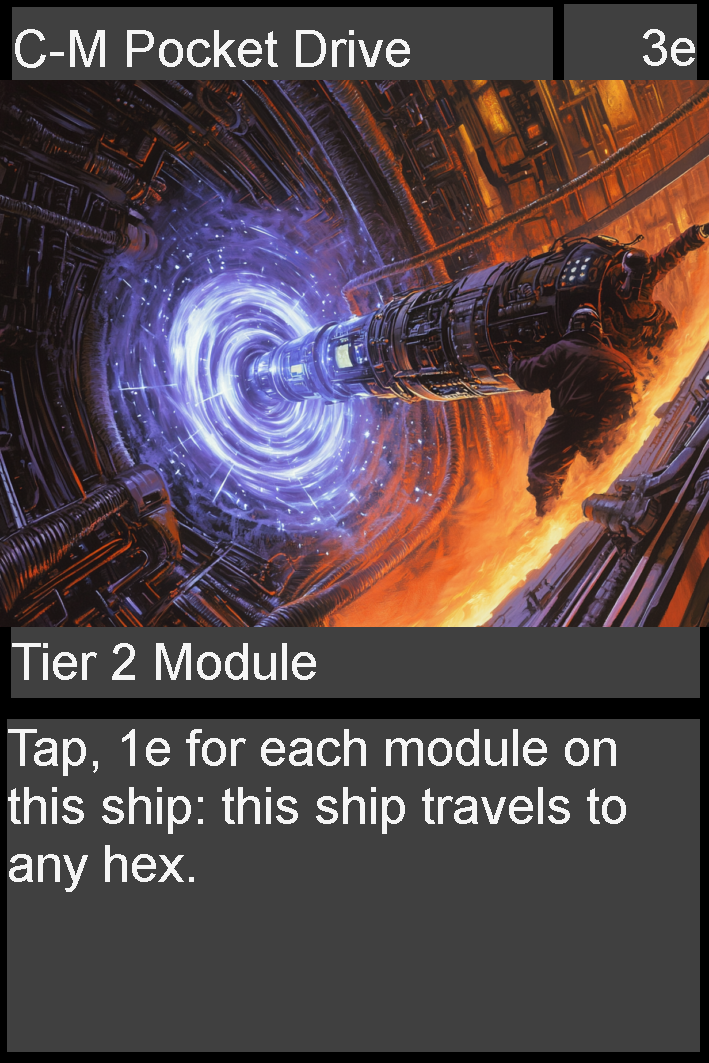 C-M Pocket Drive
3e
Tier 2 Module
Tap, 1e for each module on
this ship: this ship travels to
any hex.